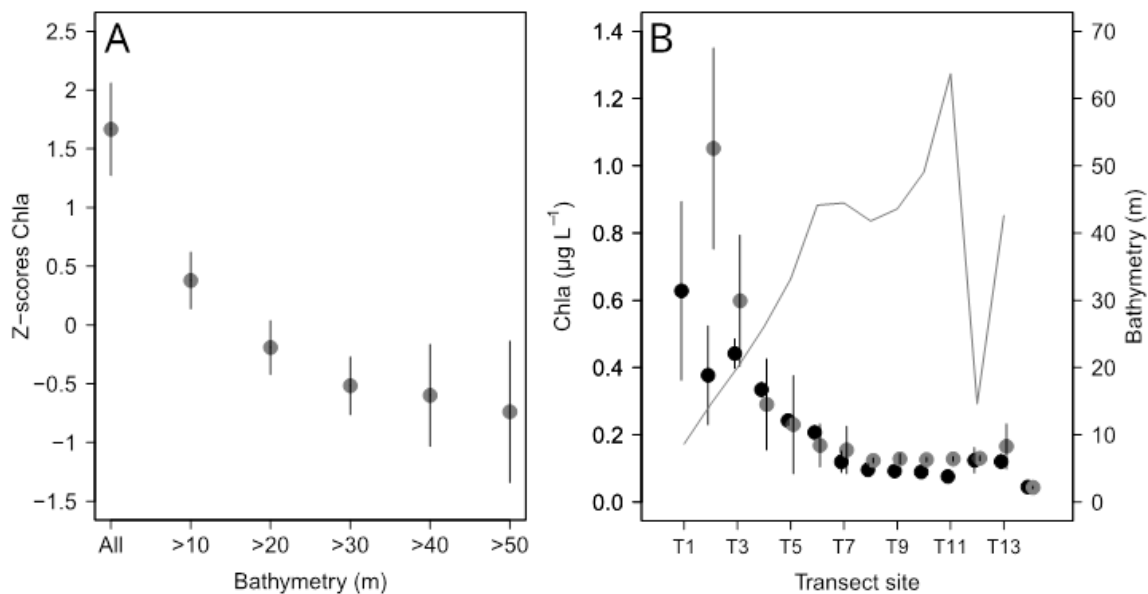 A
2.5
2
1.5
1
0.5
0
−0.5
−1
−1.5
Z−scores Chla
All >10 >20 >30 >40 >50
Bathymetry (m)
B
1.4
1.2
1.0
0.8
0.6
0.4
0.2
0.0
Chla (µg L⁻¹)
70
60
50
40
30
20
10
0
Bathymetry (m)
T1 T3 T5 T7 T9 T11 T13
Transect site